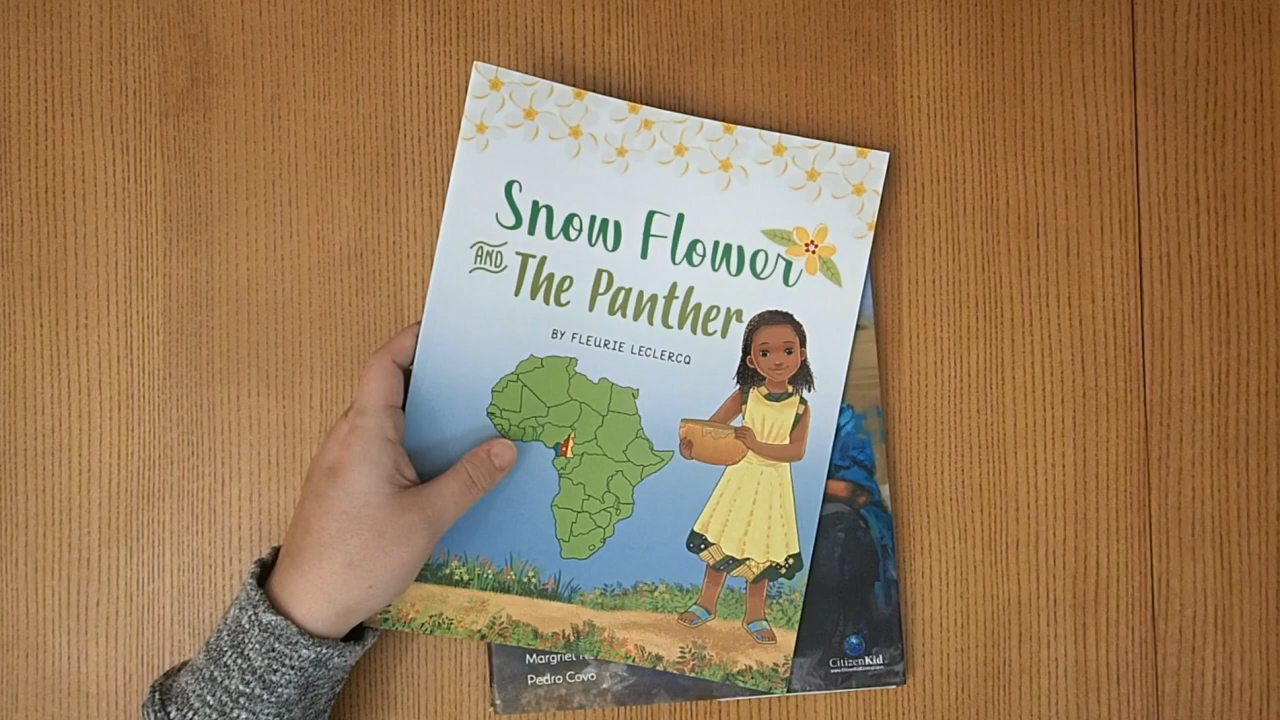 Snow Flower
AND The Panther
BY FLEURIE LECLERCQ
Margriet
Pedro Covo
CitizenKid